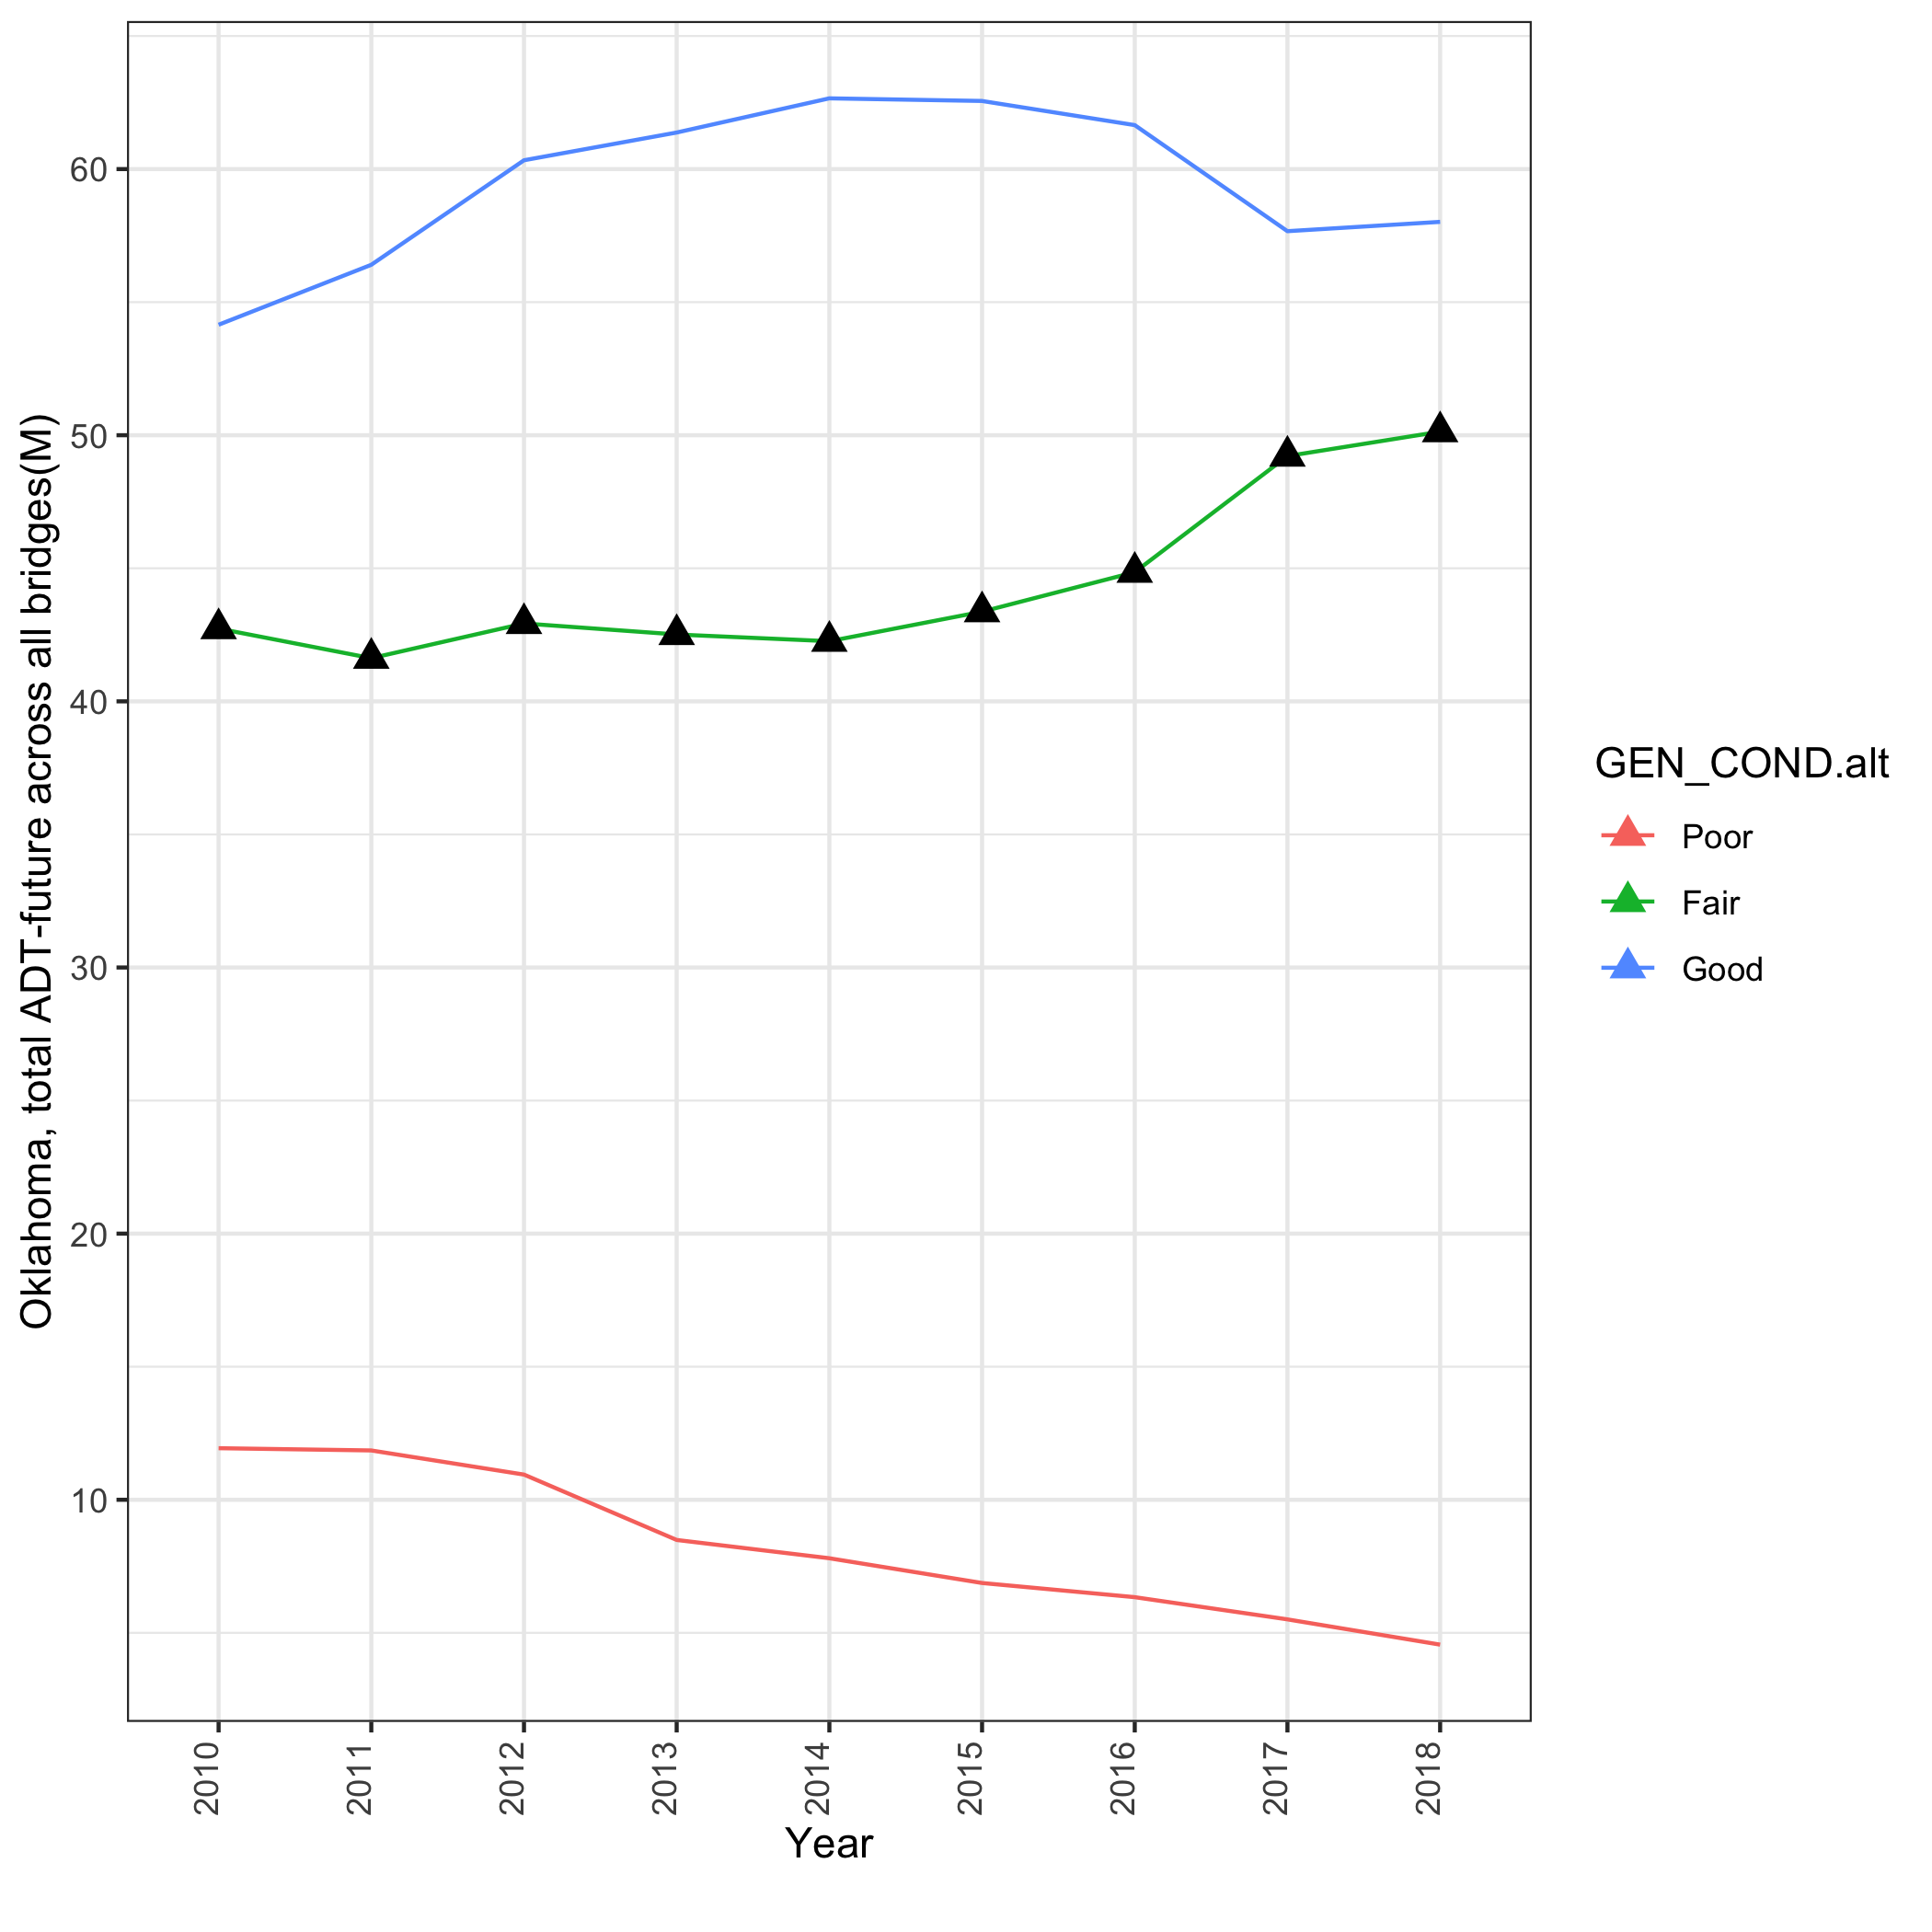 Oklahoma, total ADT-future across all bridges(M)
60
50
40
30
20
10
2010
2011
2012
2013
2014
2015
2016
2017
2018
Year
GEN_COND.alt
Poor
Fair
Good